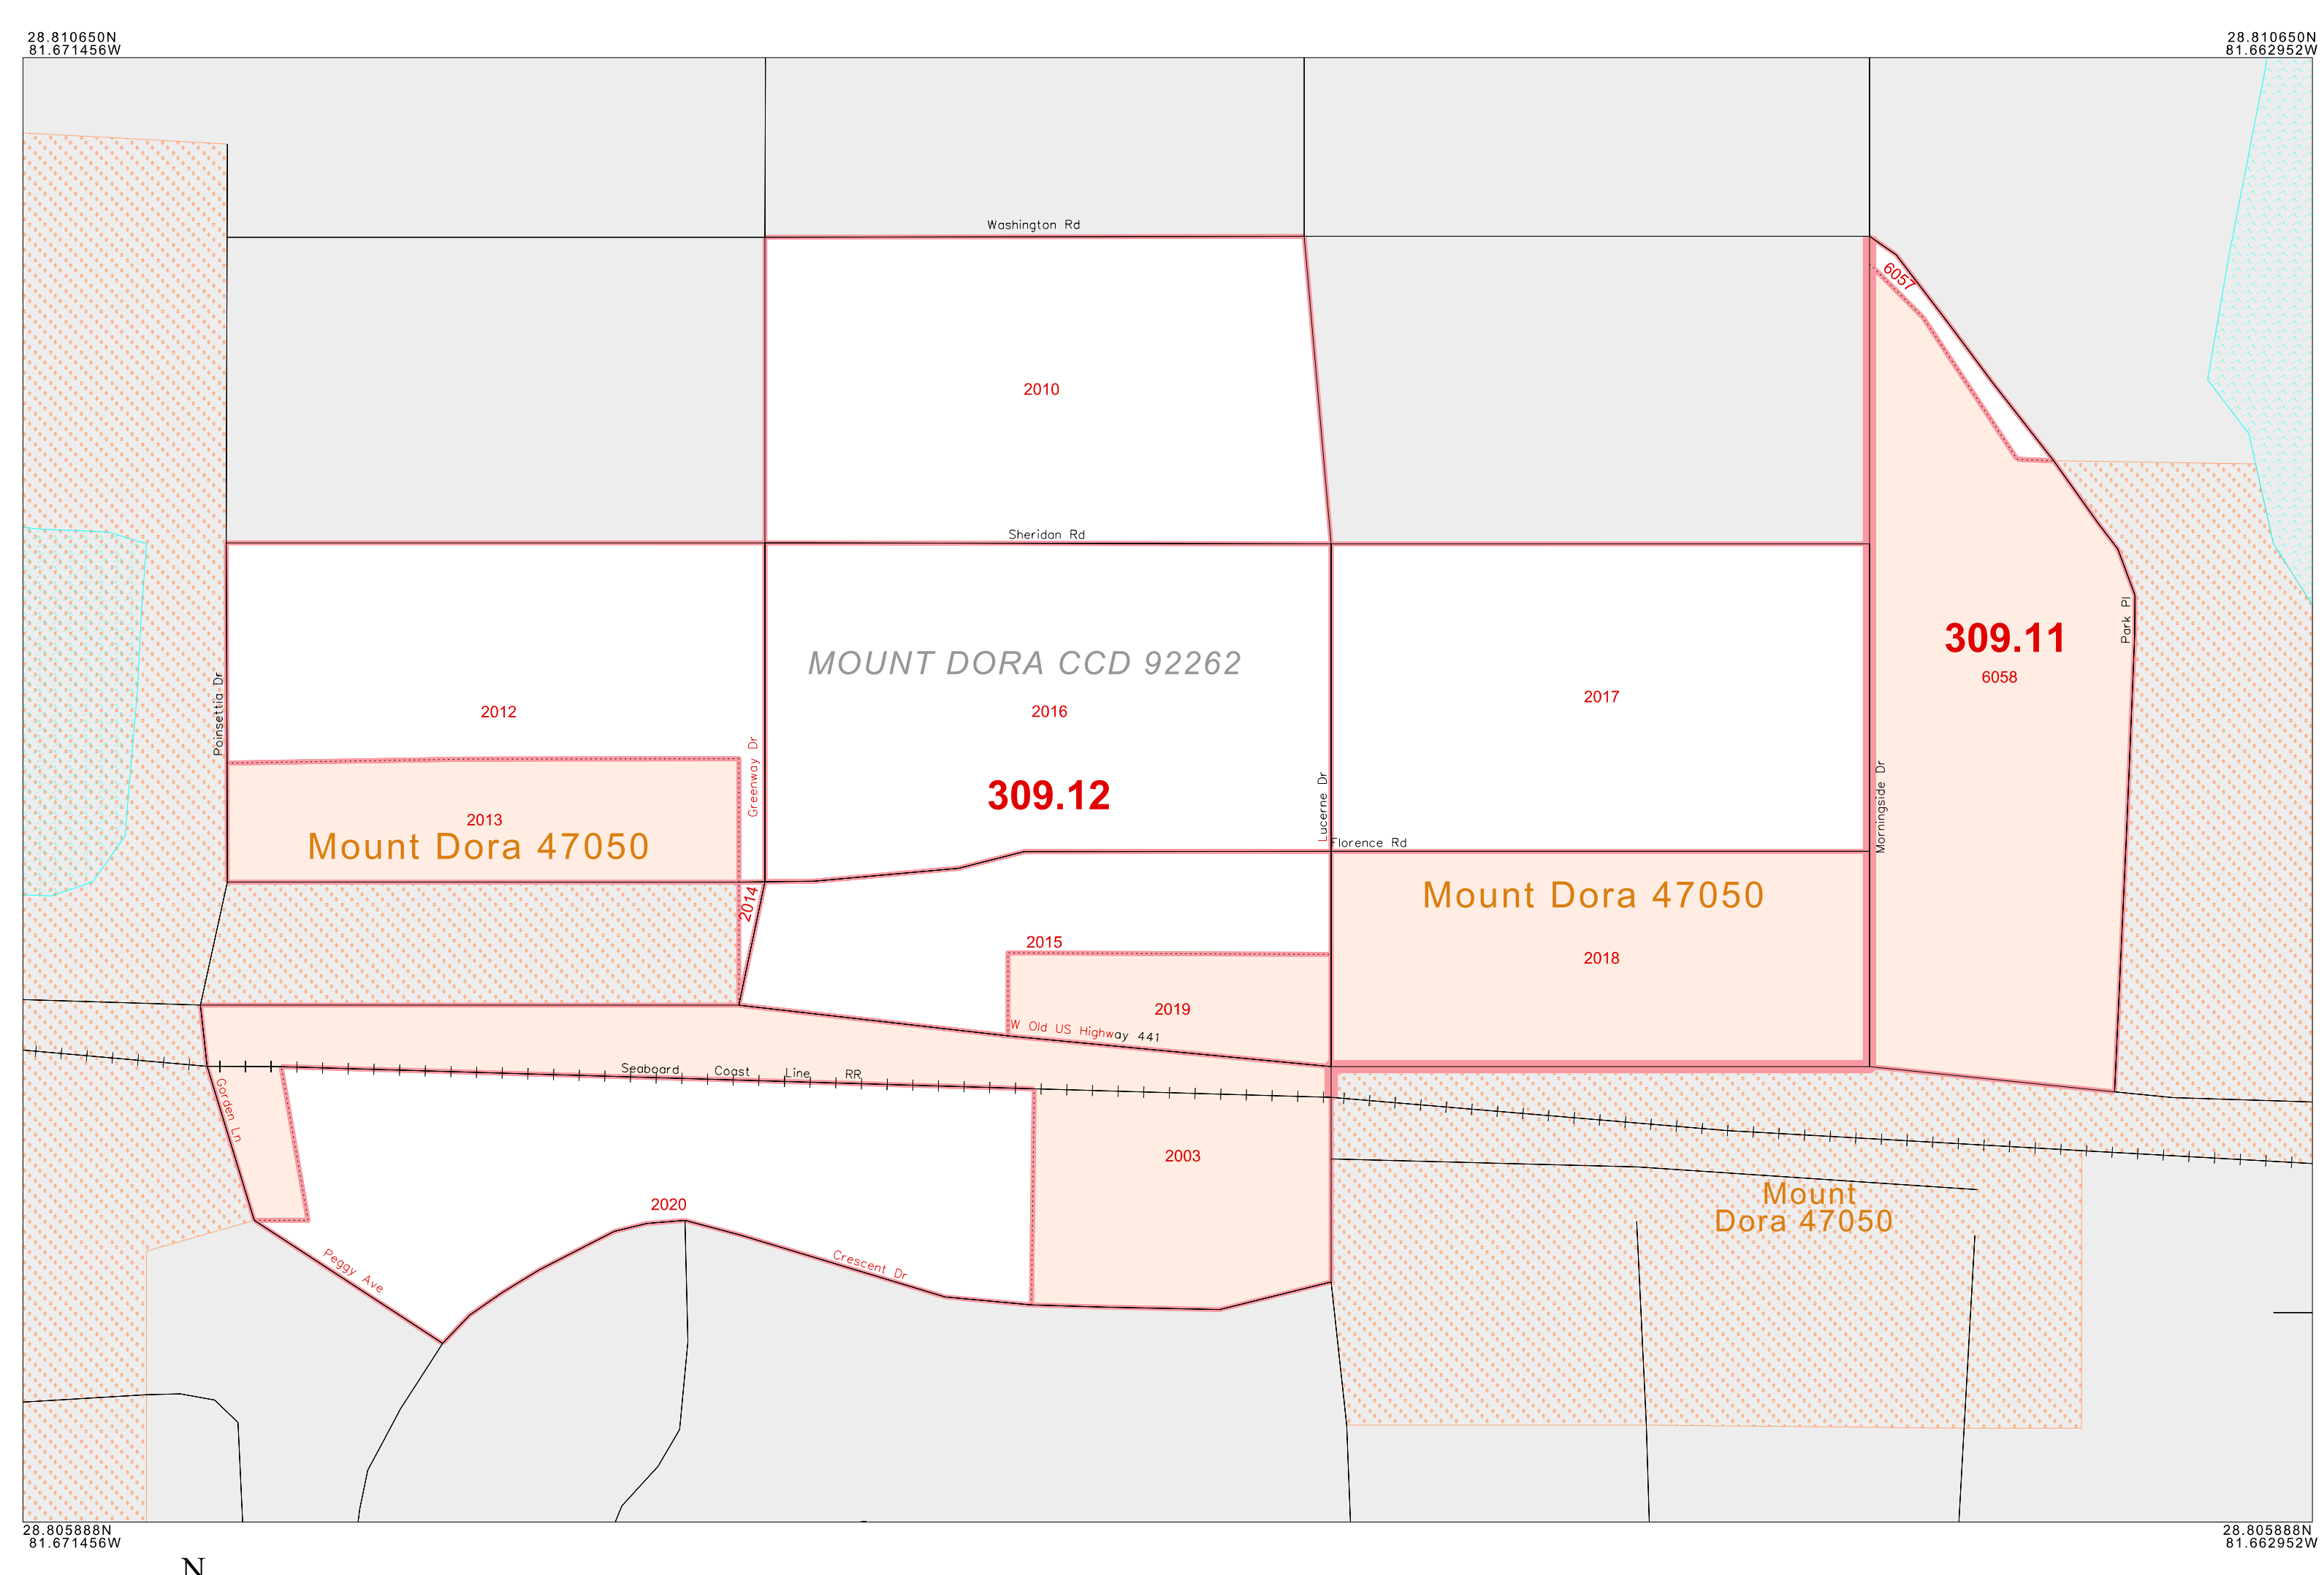 28.810650N
81.671456W
28.810650N
81.662952W
Washington Rd
6057
2010
Sheridan Rd
309.11
Park Pl
6058
MOUNT DORA CCD 92262
2017
Poinsettia Dr
2012
2016
Greenway Dr
309.12
Lucerne Dr
Morningside Dr
2013
Mount Dora 47050
Florence Rd
Mount Dora 47050
2014
2015
2018
2019
W Old US Highway 441
Seaboard Coast Line RR
Gorden Ln
2003
2020
Mount
Dora 47050
Peggy Ave
Crescent Dr
28.805888N
81.671456W
28.805888N
81.662952W
N